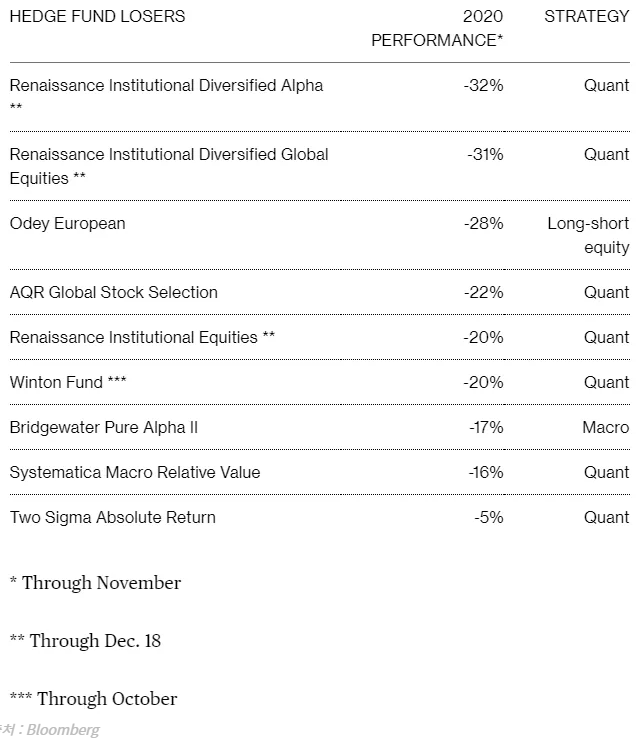 HEDGE FUND LOSERS 2020 STRATEGY
PERFORMANCE*
Renaissance Institutional Diversified Alpha -32% Quant
**
Renaissance Institutional Diversified Global -31% Quant
Equities **
Odey European -28% Long-short
equity
AQR Global Stock Selection -22% Quant
Renaissance Institutional Equities ** -20% Quant
Winton Fund *** -20% Quant
Bridgewater Pure Alpha II -17% Macro
Systematica Macro Relative Value -16% Quant
Two Sigma Absolute Return -5% Quant
* Through November
** Through Dec. 18
*** Through October
: Bloomberg